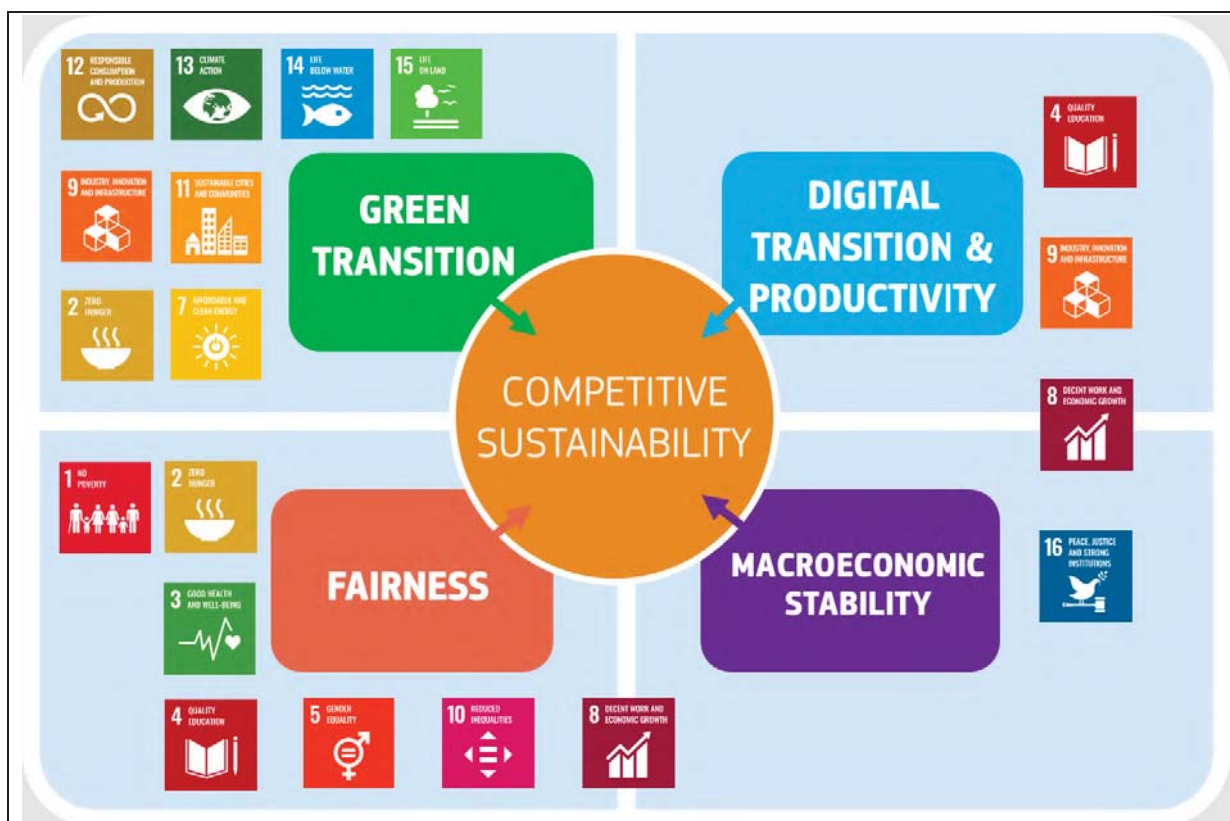 12 RESPONSIBLE
CONSUMPTION
AND PRODUCTION
13 CLIMATE
ACTION
14 LIFE
BELOW WATER
15 LIFE
ON LAND
9 INDUSTRY, INNOVATION
AND INFRASTRUCTURE
11 SUSTAINABLE CITIES
AND COMMUNITIES
2 ZERO
HUNGER
7 AFFORDABLE AND
CLEAN ENERGY
GREEN
TRANSITION
DIGITAL
TRANSITION &
PRODUCTIVITY
4 QUALITY
EDUCATION
9 INDUSTRY, INNOVATION
AND INFRASTRUCTURE
8 DECENT WORK AND
ECONOMIC GROWTH
COMPETITIVE
SUSTAINABILITY
1 NO
POVERTY
2 ZERO
HUNGER
3 GOOD HEALTH
AND WELL-BEING
FAIRNESS
4 QUALITY
EDUCATION
5 GENDER
EQUALITY
10 REDUCED
INEQUALITIES
8 DECENT WORK AND
ECONOMIC GROWTH
MACROECONOMIC
STABILITY
16 PEACE, JUSTICE
AND STRONG
INSTITUTIONS